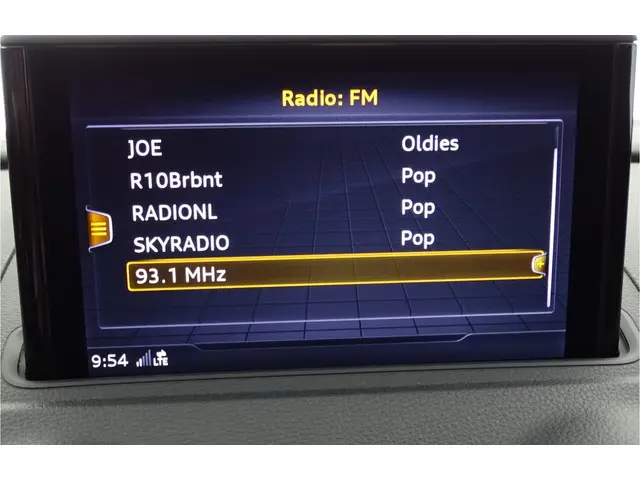 Radio: FM
JOE Oldies
R10Brbnt Pop
RADIONL Pop
SKYRADIO Pop
93.1 MHz
9:54 LTE